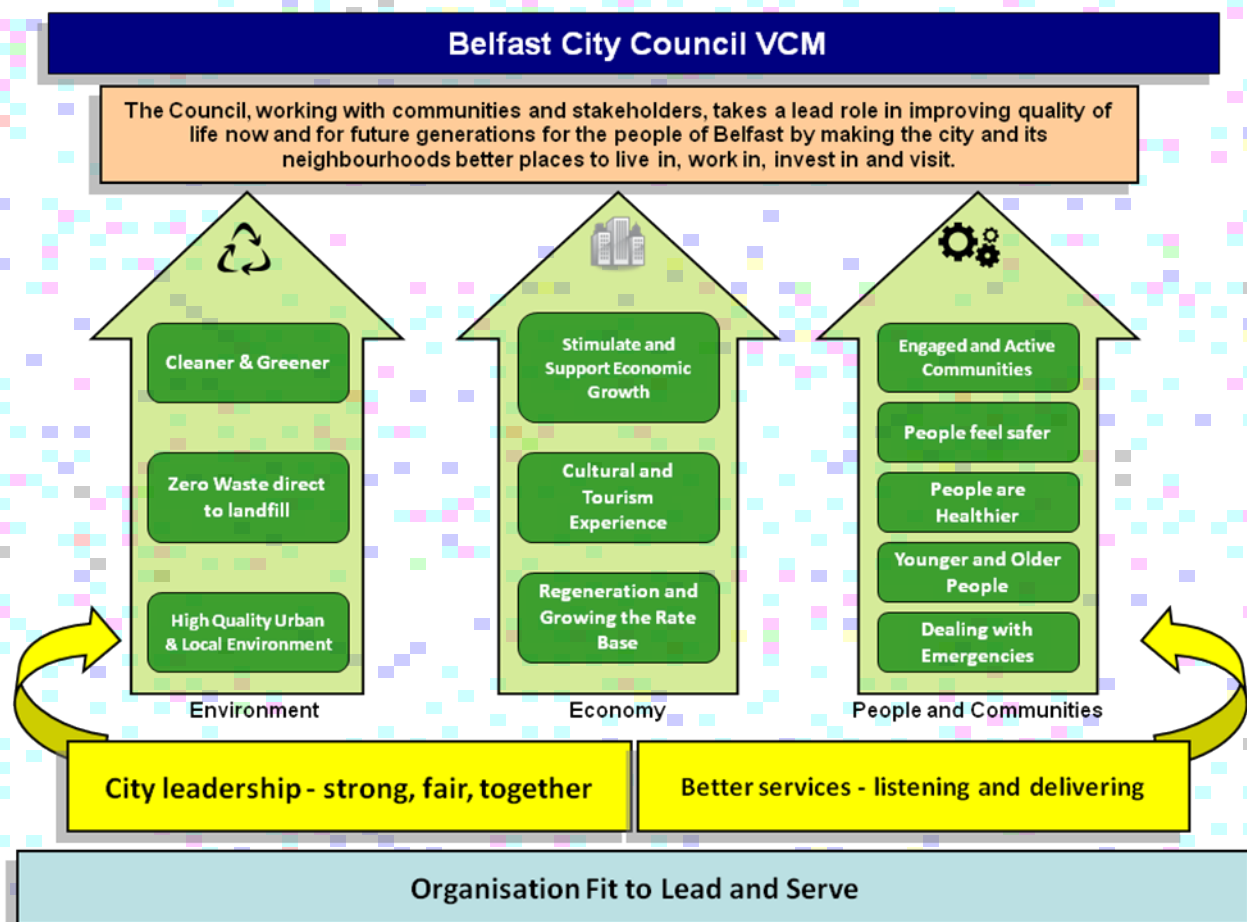 Belfast City Council VCM
The Council, working with communities and stakeholders, takes a lead role in improving quality of
life now and for future generations for the people of Belfast by making the city and its
neighbourhoods better places to live in, work in, invest in and visit.
Cleaner & Greener
Zero Waste direct
to landfill
High Quality Urban
& Local Environment
Environment
Stimulate and
Support Economic
Growth
Cultural and
Tourism
Experience
Regeneration and
Growing the Rate
Base
Economy
Engaged and Active
Communities
People feel safer
People are
Healthier
Younger and Older
People
Dealing with
Emergencies
People and Communities
City leadership - strong, fair, together
Better services - listening and delivering
Organisation Fit to Lead and Serve